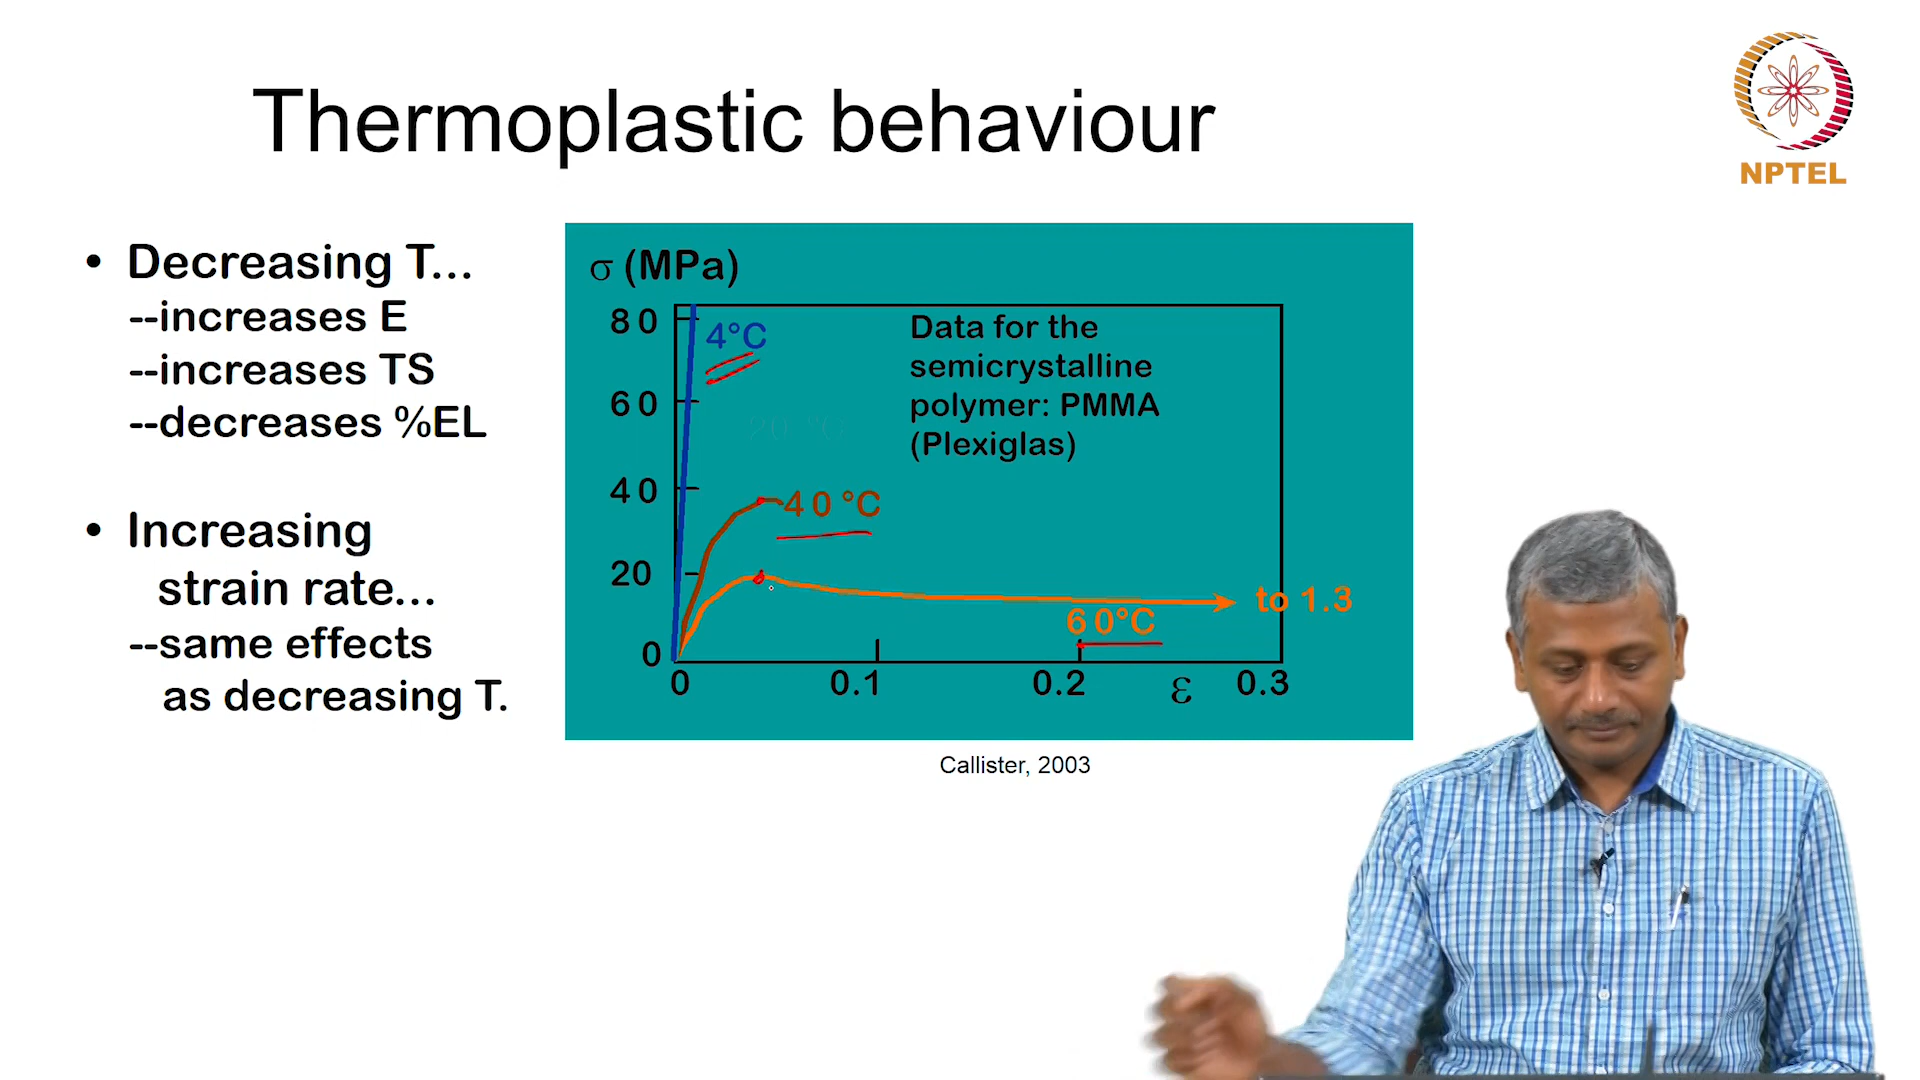 Thermoplastic behaviour
NPTEL
• Decreasing T...
--increases E
--increases TS
--decreases %EL
• Increasing
strain rate...
--same effects
as decreasing T.
σ (MPa)
80
60
40
20
0
4°C
20 °C
40 °C
60°C
to 1.3
Data for the
semicrystalline
polymer: PMMA
(Plexiglas)
0 0.1 0.2 ε 0.3
Callister, 2003